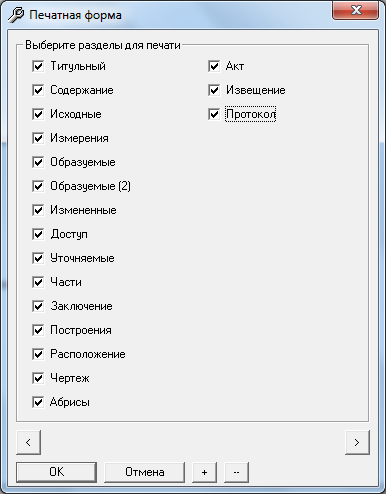 Печатная форма
Выберите разделы для печати
Титульный
Содержание
Исходные
Измерения
Образуемые
Образуемые (2)
Измененные
Доступ
Уточняемые
Части
Заключение
Построения
Расположение
Чертеж
Абрисы
Акт
Извещение
Протокол
< >
OK Отмена + --